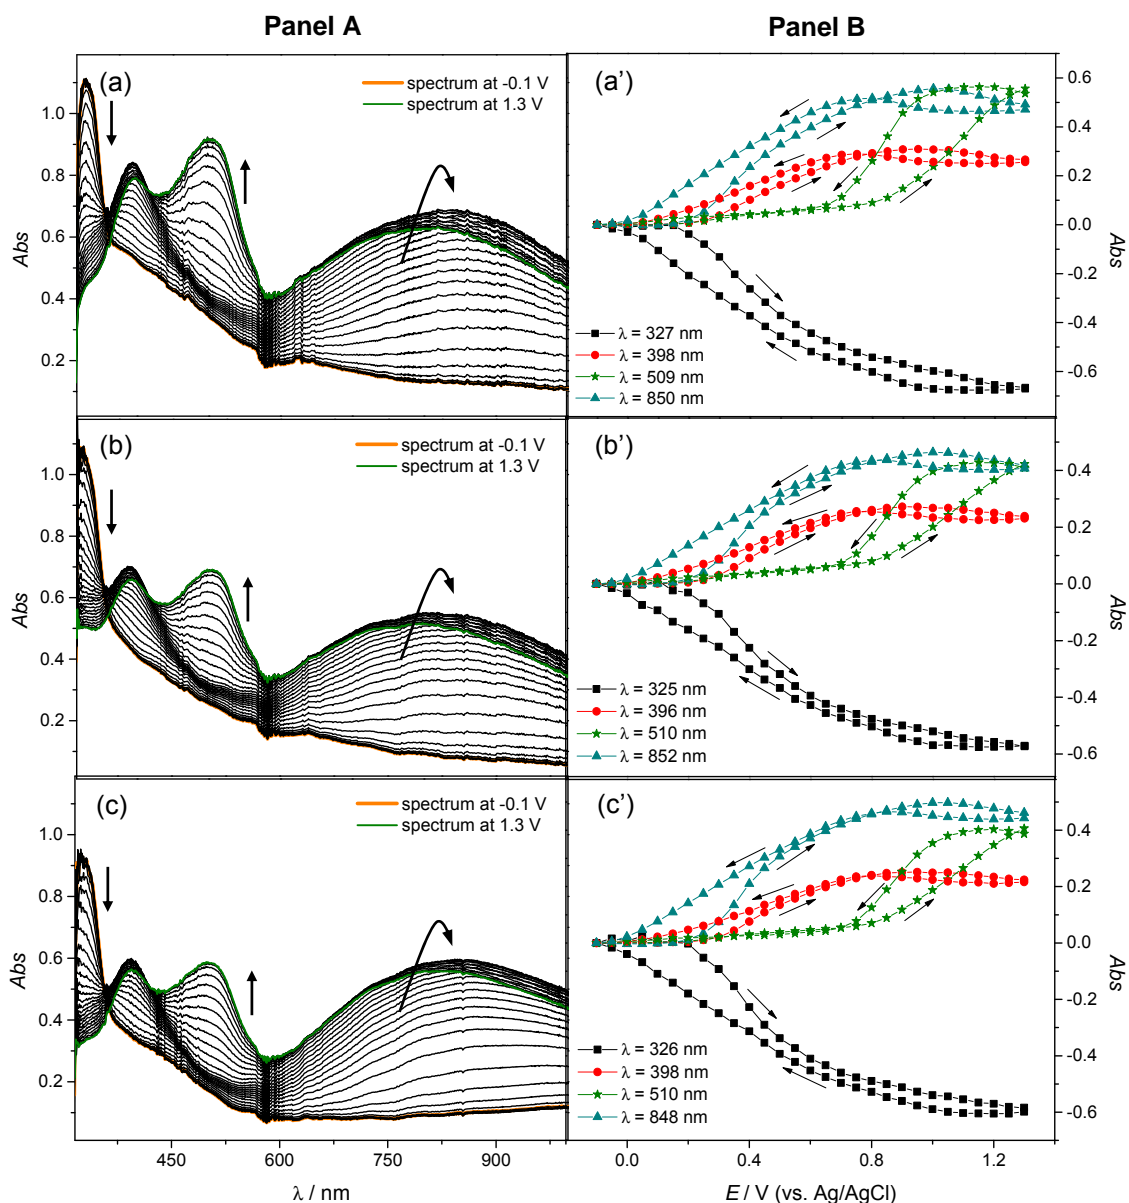 Panel A
Panel B
(a)
spectrum at -0.1 V
spectrum at 1.3 V
1.0
0.8
0.6
0.4
0.2
Abs
(a')
λ = 327 nm
λ = 398 nm
λ = 509 nm
λ = 850 nm
0.6
0.4
0.2
0.0
-0.2
-0.4
-0.6
Abs
(b)
spectrum at -0.1 V
spectrum at 1.3 V
1.0
0.8
0.6
0.4
0.2
Abs
(b')
λ = 325 nm
λ = 396 nm
λ = 510 nm
λ = 852 nm
0.4
0.2
0.0
-0.2
-0.4
-0.6
Abs
(c)
spectrum at -0.1 V
spectrum at 1.3 V
1.0
0.8
0.6
0.4
0.2
Abs
(c')
λ = 326 nm
λ = 398 nm
λ = 510 nm
λ = 848 nm
0.4
0.2
0.0
-0.2
-0.4
-0.6
Abs
450 600 750 900
λ / nm
0.0 0.4 0.8 1.2
E / V (vs. Ag/AgCl)